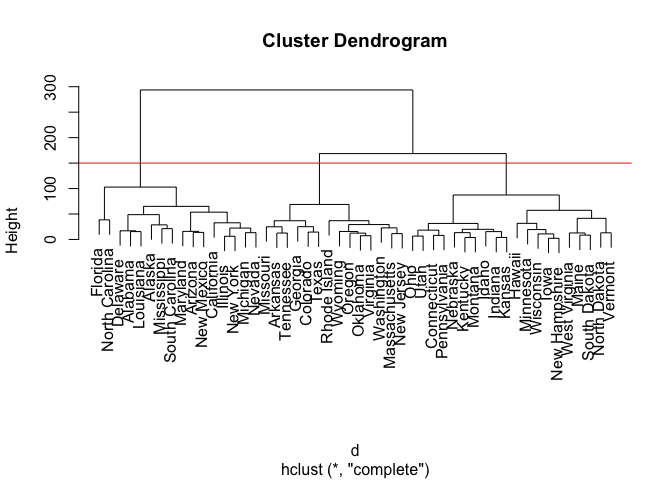 Cluster Dendrogram
Height
0
100
200
300
Florida
North Carolina
Delaware
Alabama
Louisiana
Alaska
Mississippi
South Carolina
Maryland
Arizona
New Mexico
California
Illinois
New York
Michigan
Nevada
Missouri
Arkansas
Tennessee
Georgia
Colorado
Texas
Rhode Island
Wyoming
Oregon
Oklahoma
Virginia
Washington
Massachusetts
New Jersey
Ohio
Utah
Connecticut
Pennsylvania
Nebraska
Kentucky
Montana
Idaho
Indiana
Kansas
Hawaii
Minnesota
Wisconsin
Iowa
New Hampshire
West Virginia
Maine
South Dakota
North Dakota
Vermont
d
hclust (*, "complete")